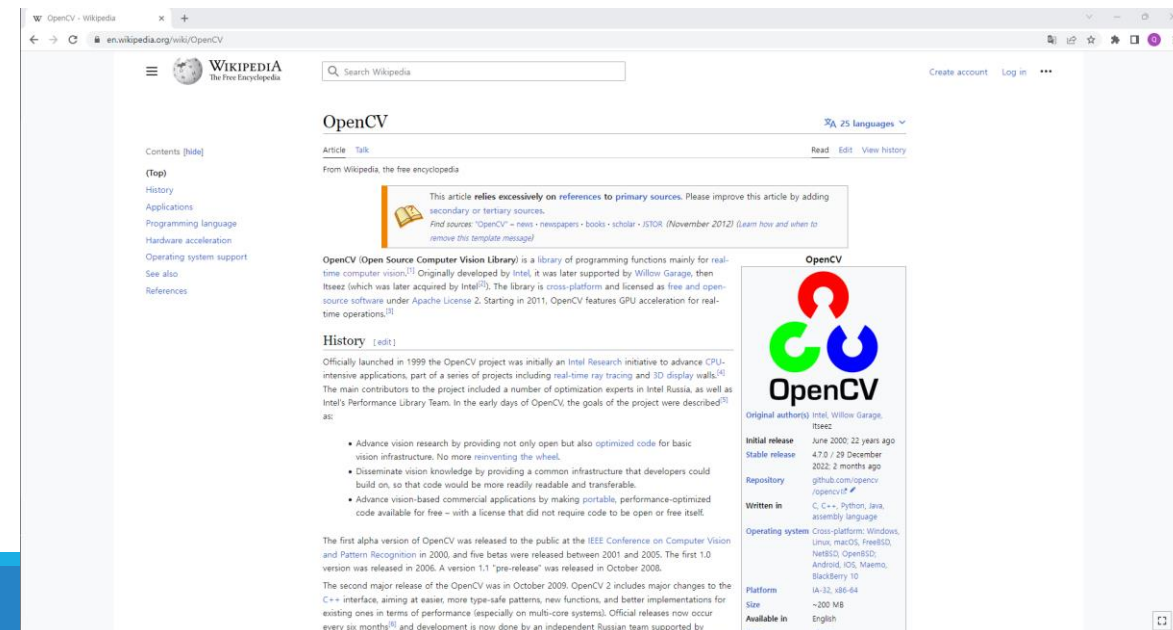 OpenCV - Wikipedia
en.wikipedia.org/wiki/OpenCV
WIKIPEDIA
The Free Encyclopedia
Search Wikipedia
Create account Log in
OpenCV
25 languages
Contents [hide]
(Top)
History
Applications
Programming language
Hardware acceleration
Operating system support
See also
References
Article Talk
Read Edit View history
From Wikipedia, the free encyclopedia
This article relies excessively on references to primary sources. Please improve this article by adding
secondary or tertiary sources.
Find sources: "OpenCV" – news · newspapers · books · scholar · JSTOR (November 2012) (Learn how and when to
remove this template message)
OpenCV (Open Source Computer Vision Library) is a library of programming functions mainly for real-
time computer vision.[1] Originally developed by Intel, it was later supported by Willow Garage, then
Itseez (which was later acquired by Intel[2]). The library is cross-platform and licensed as free and open-
source software under Apache License 2. Starting in 2011, OpenCV features GPU acceleration for real-
time operations.[3]
History [edit]
Officially launched in 1999 the OpenCV project was initially an Intel Research initiative to advance CPU-
intensive applications, part of a series of projects including real-time ray tracing and 3D display walls.[4]
The main contributors to the project included a number of optimization experts in Intel Russia, as well as
Intel's Performance Library Team. In the early days of OpenCV, the goals of the project were described[5]
as:
• Advance vision research by providing not only open but also optimized code for basic
vision infrastructure. No more reinventing the wheel.
• Disseminate vision knowledge by providing a common infrastructure that developers could
build on, so that code would be more readily readable and transferable.
• Advance vision-based commercial applications by making portable, performance-optimized
code available for free – with a license that did not require code to be open or free itself.
The first alpha version of OpenCV was released to the public at the IEEE Conference on Computer Vision
and Pattern Recognition in 2000, and five betas were released between 2001 and 2005. The first 1.0
version was released in 2006. A version 1.1 "pre-release" was released in October 2008.
The second major release of the OpenCV was in October 2009. OpenCV 2 includes major changes to the
C++ interface, aiming at easier, more type-safe patterns, new functions, and better implementations for
existing ones in terms of performance (especially on multi-core systems). Official releases now occur
every six months[6] and development is now done by an independent Russian team supported by
OpenCV
OpenCV
Original author(s) Intel, Willow Garage,
Itseez
Initial release June 2000; 22 years ago
Stable release 4.7.0 / 29 December
2022; 2 months ago
Repository github.com/opencv
/opencv
Written in C, C++, Python, Java,
assembly language
Operating system Cross-platform: Windows,
Linux, macOS, FreeBSD,
NetBSD, OpenBSD;
Android, iOS, Maemo,
BlackBerry 10
Platform IA-32, x86-64
Size ~200 MB
Available in English